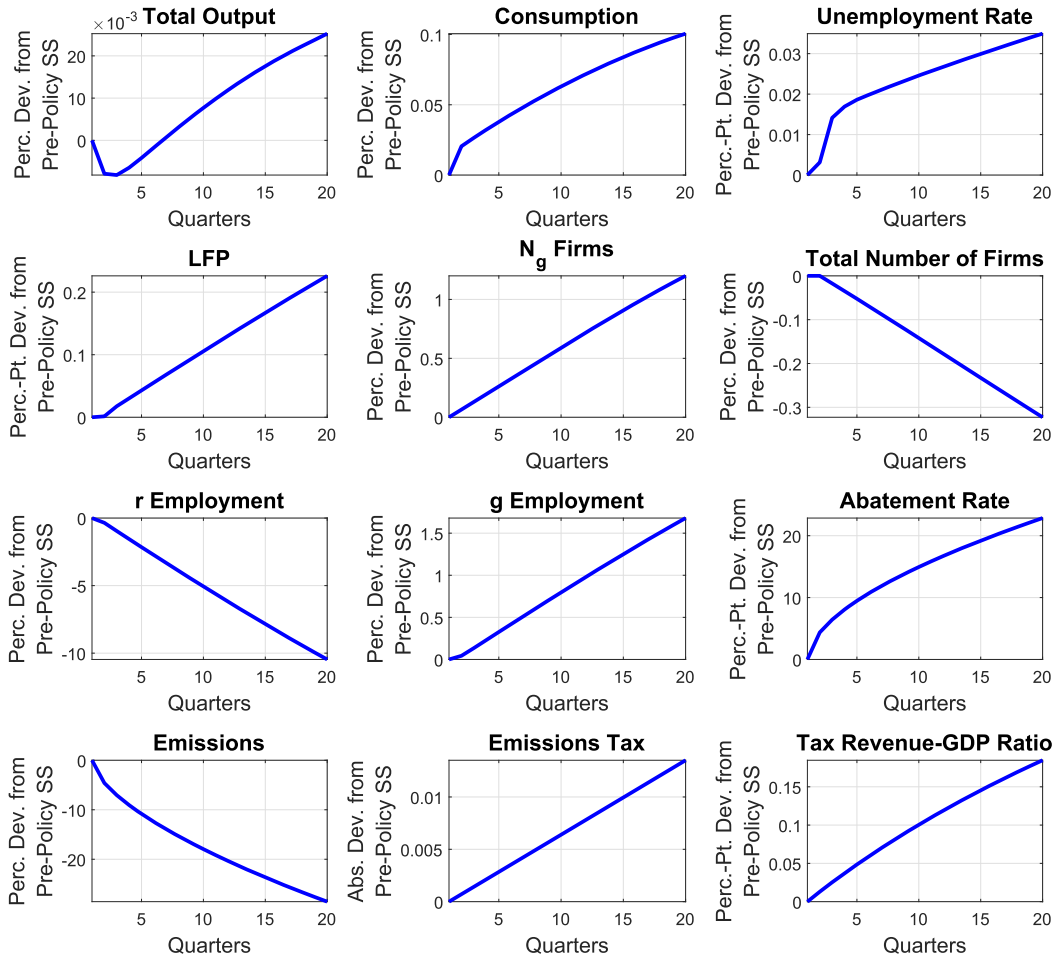 Total Output
×10-3
Perc. Dev. from
Pre-Policy SS
20
10
0
5 10 15 20
Quarters
Consumption
Perc. Dev. from
Pre-Policy SS
0.1
0.05
0
5 10 15 20
Quarters
Unemployment Rate
Perc.-Pt. Dev. from
Pre-Policy SS
0.03
0.02
0.01
0
5 10 15 20
Quarters
LFP
Perc.-Pt. Dev. from
Pre-Policy SS
0.2
0.1
0
5 10 15 20
Quarters
Ng Firms
Perc. Dev. from
Pre-Policy SS
1
0.5
0
5 10 15 20
Quarters
Total Number of Firms
Perc. Dev. from
Pre-Policy SS
0
-0.1
-0.2
-0.3
5 10 15 20
Quarters
r Employment
Perc. Dev. from
Pre-Policy SS
0
-5
-10
5 10 15 20
Quarters
g Employment
Perc. Dev. from
Pre-Policy SS
1.5
1
0.5
0
5 10 15 20
Quarters
Abatement Rate
Perc.-Pt. Dev. from
Pre-Policy SS
20
10
0
5 10 15 20
Quarters
Emissions
Perc. Dev. from
Pre-Policy SS
0
-10
-20
5 10 15 20
Quarters
Emissions Tax
Abs. Dev. from
Pre-Policy SS
0.01
0.005
0
5 10 15 20
Quarters
Tax Revenue-GDP Ratio
Perc.-Pt. Dev. from
Pre-Policy SS
0.15
0.1
0.05
0
5 10 15 20
Quarters